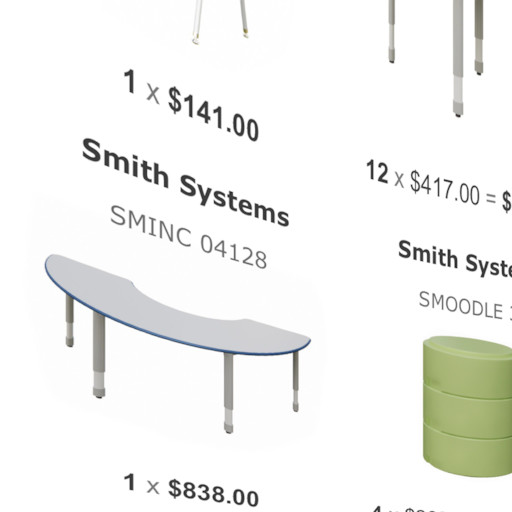 1 x $141.00
Smith Systems
SMINC 04128
1 x $838.00
12 x $417.00 = $
Smith Syste
SMOODLE